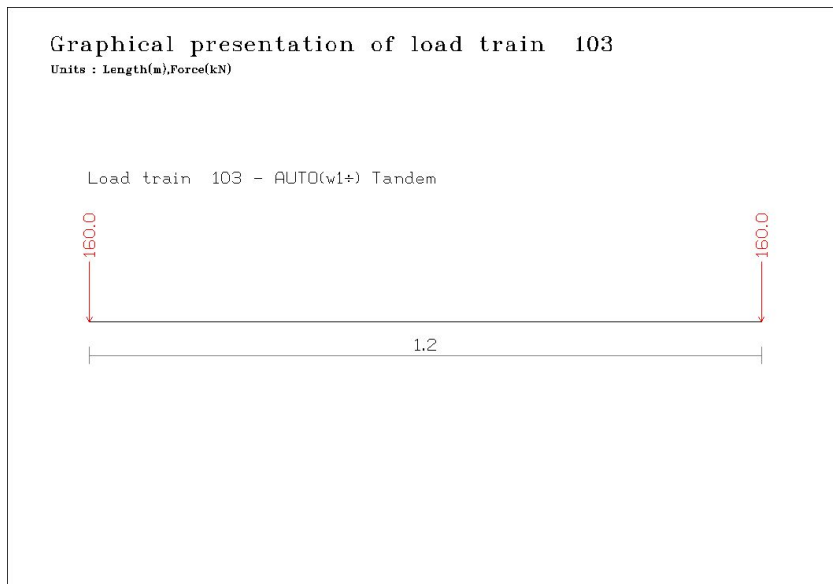 Graphical presentation of load train 103
Units : Length(m),Force(kN)
Load train 103 - AUTO(w1÷) Tandem
160.0
160.0
1.2